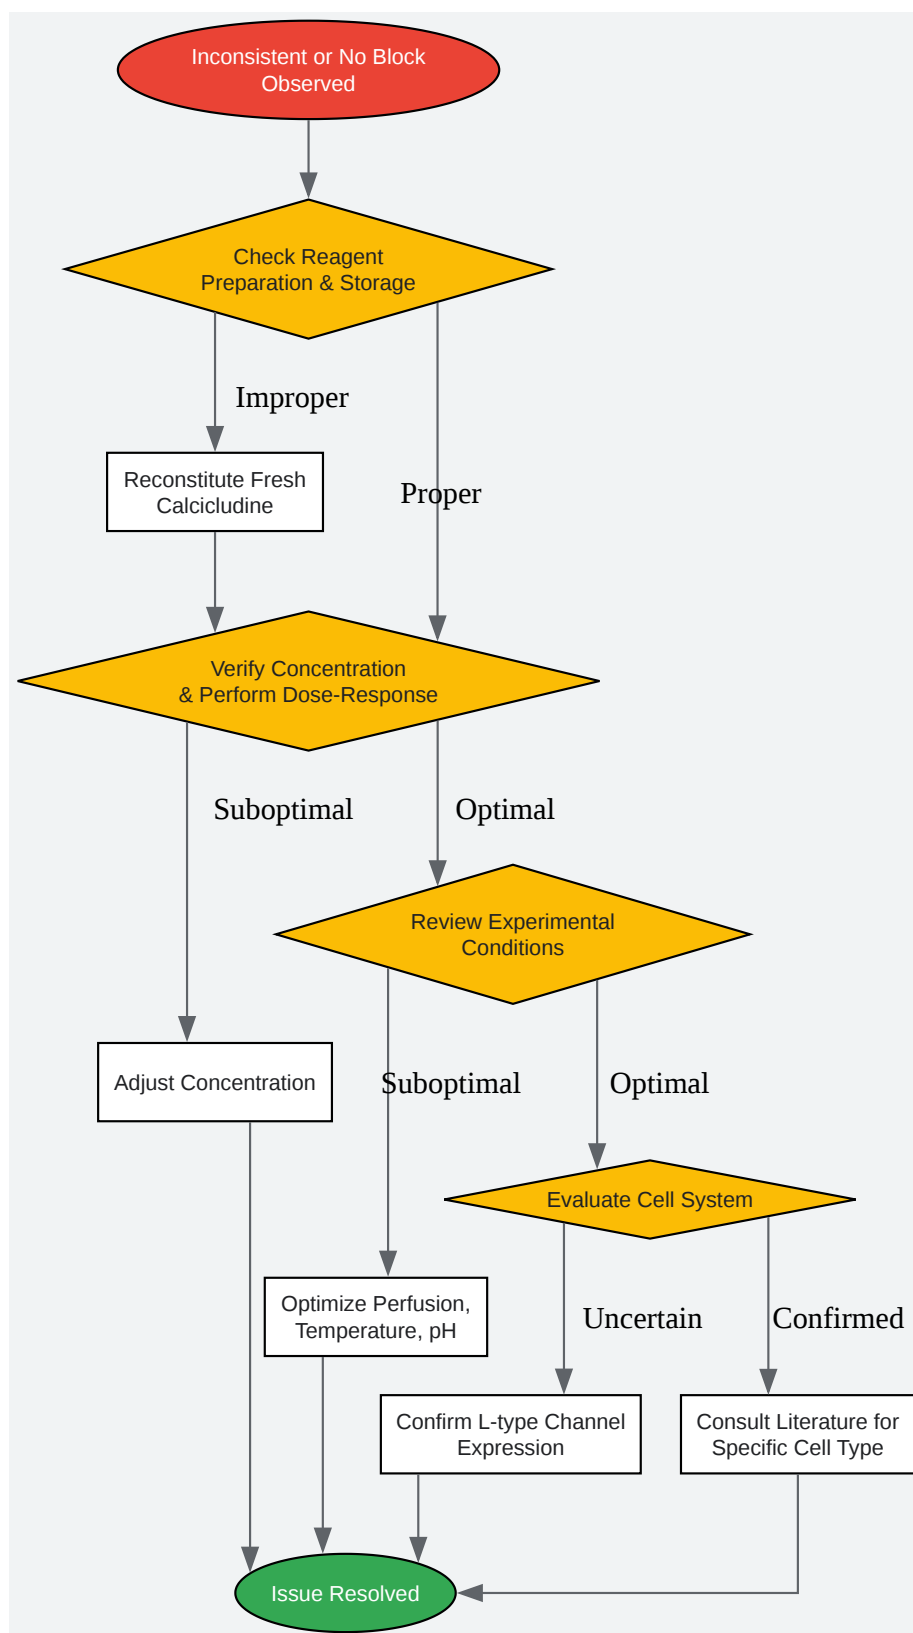 Inconsistent or No Block
Observed
Check Reagent
Preparation & Storage
Improper
Proper
Reconstitute Fresh
Calcicludine
Verify Concentration
& Perform Dose-Response
Suboptimal
Optimal
Review Experimental
Conditions
Adjust Concentration
Suboptimal
Optimal
Evaluate Cell System
Optimize Perfusion,
Temperature, pH
Uncertain
Confirmed
Confirm L-type Channel
Expression
Consult Literature for
Specific Cell Type
Issue Resolved